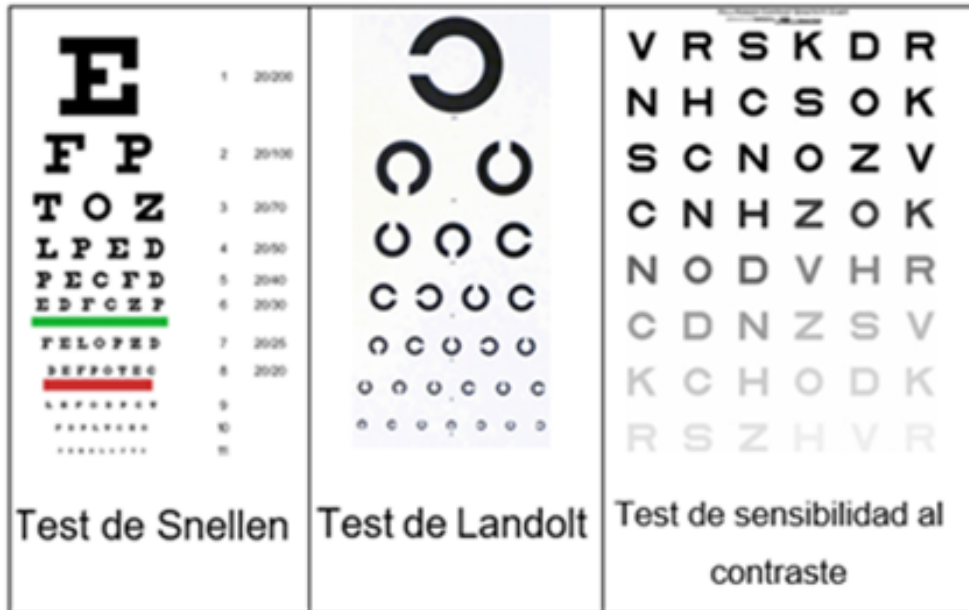 E 1 20/200
F P 2 20/100
T O Z 3 20/70
L P E D 4 20/50
P E C F D 5 20/40
E D F C Z P 6 20/30
F E L O P Z D 7 20/25
D E F P O T E C 8 20/20
9
10
11
Test de Snellen
Test de Landolt
V R S K D R
N H C S O K
S C N O Z V
C N H Z O K
N O D V H R
C D N Z S V
K C H O D K
R S Z H V R
Test de sensibilidad al
contraste